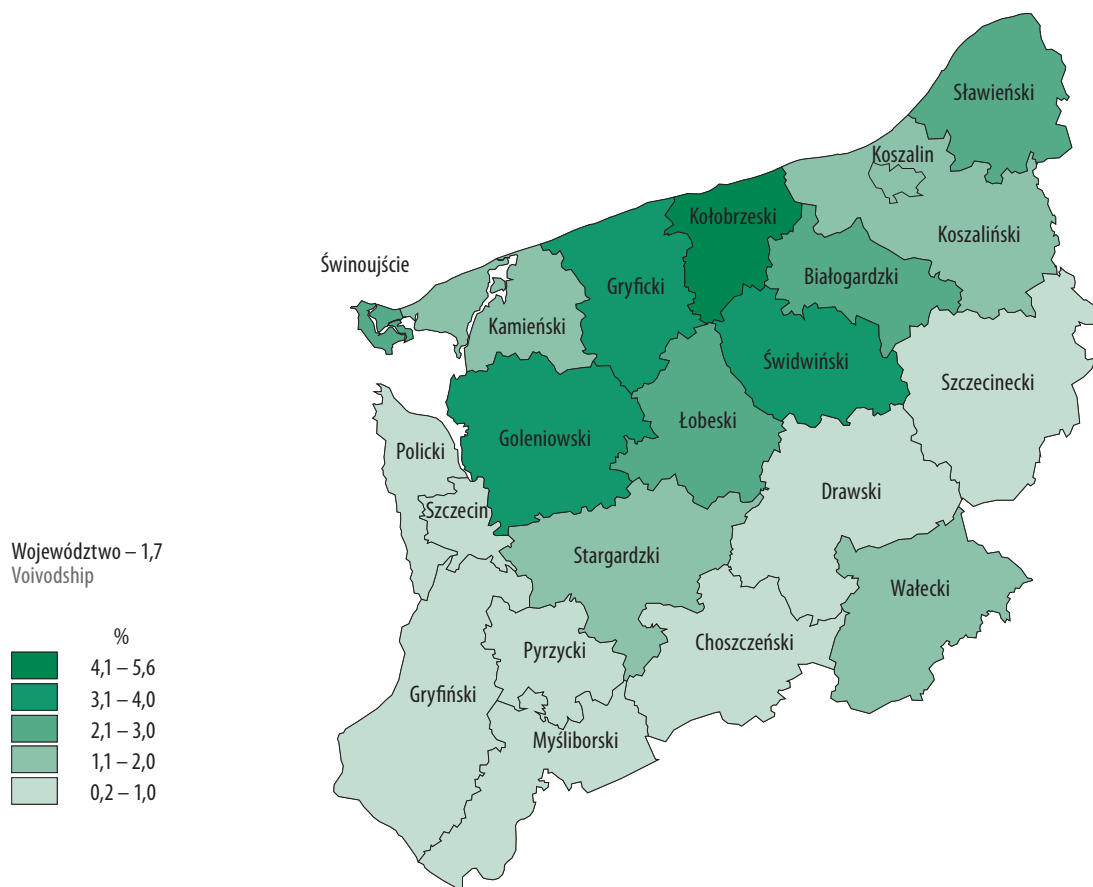 Sławieński
Koszalin
Kołobrzeski
Koszaliński
Świnoujście
Białogardzki
Gryficki
Kamieński
Świdwiński
Szczecinecki
Łobeski
Goleniowski
Policki
Drawski
Szczecin
Województwo – 1,7
Voivodship
Stargardzki
Wałecki
%
Choszczeński
Pyrzycki
4,1 – 5,6
Gryfiński
3,1 – 4,0
2,1 – 3,0
Myśliborski
1,1 – 2,0
0,2 – 1,0